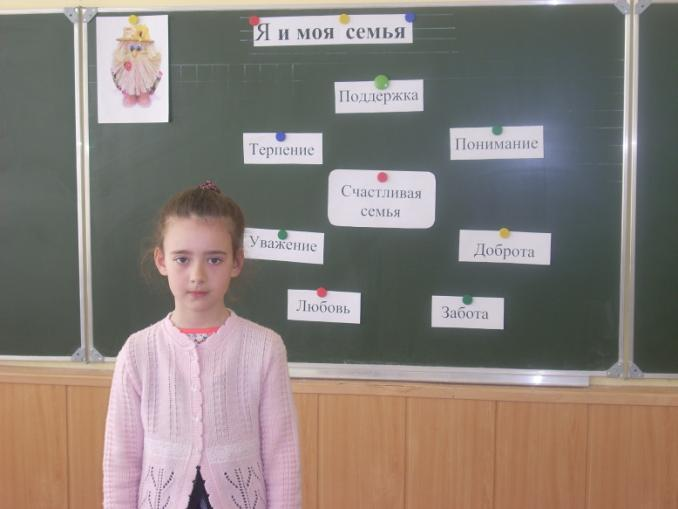 Я и моя семья
Поддержка
Терпение
Понимание
Счастливая
семья
Уважение
Доброта
Любовь
Забота